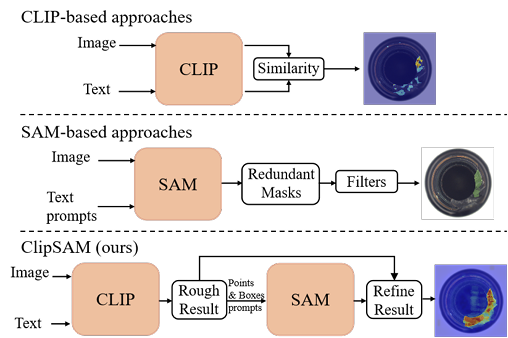 CLIP-based approaches
Image
Text
CLIP
Similarity
SAM-based approaches
Image
Text
prompts
SAM
Redundant
Masks
Filters
ClipSAM (ours)
Image
Text
CLIP
Rough
Result
Points
& Boxes
prompts
SAM
Refine
Result